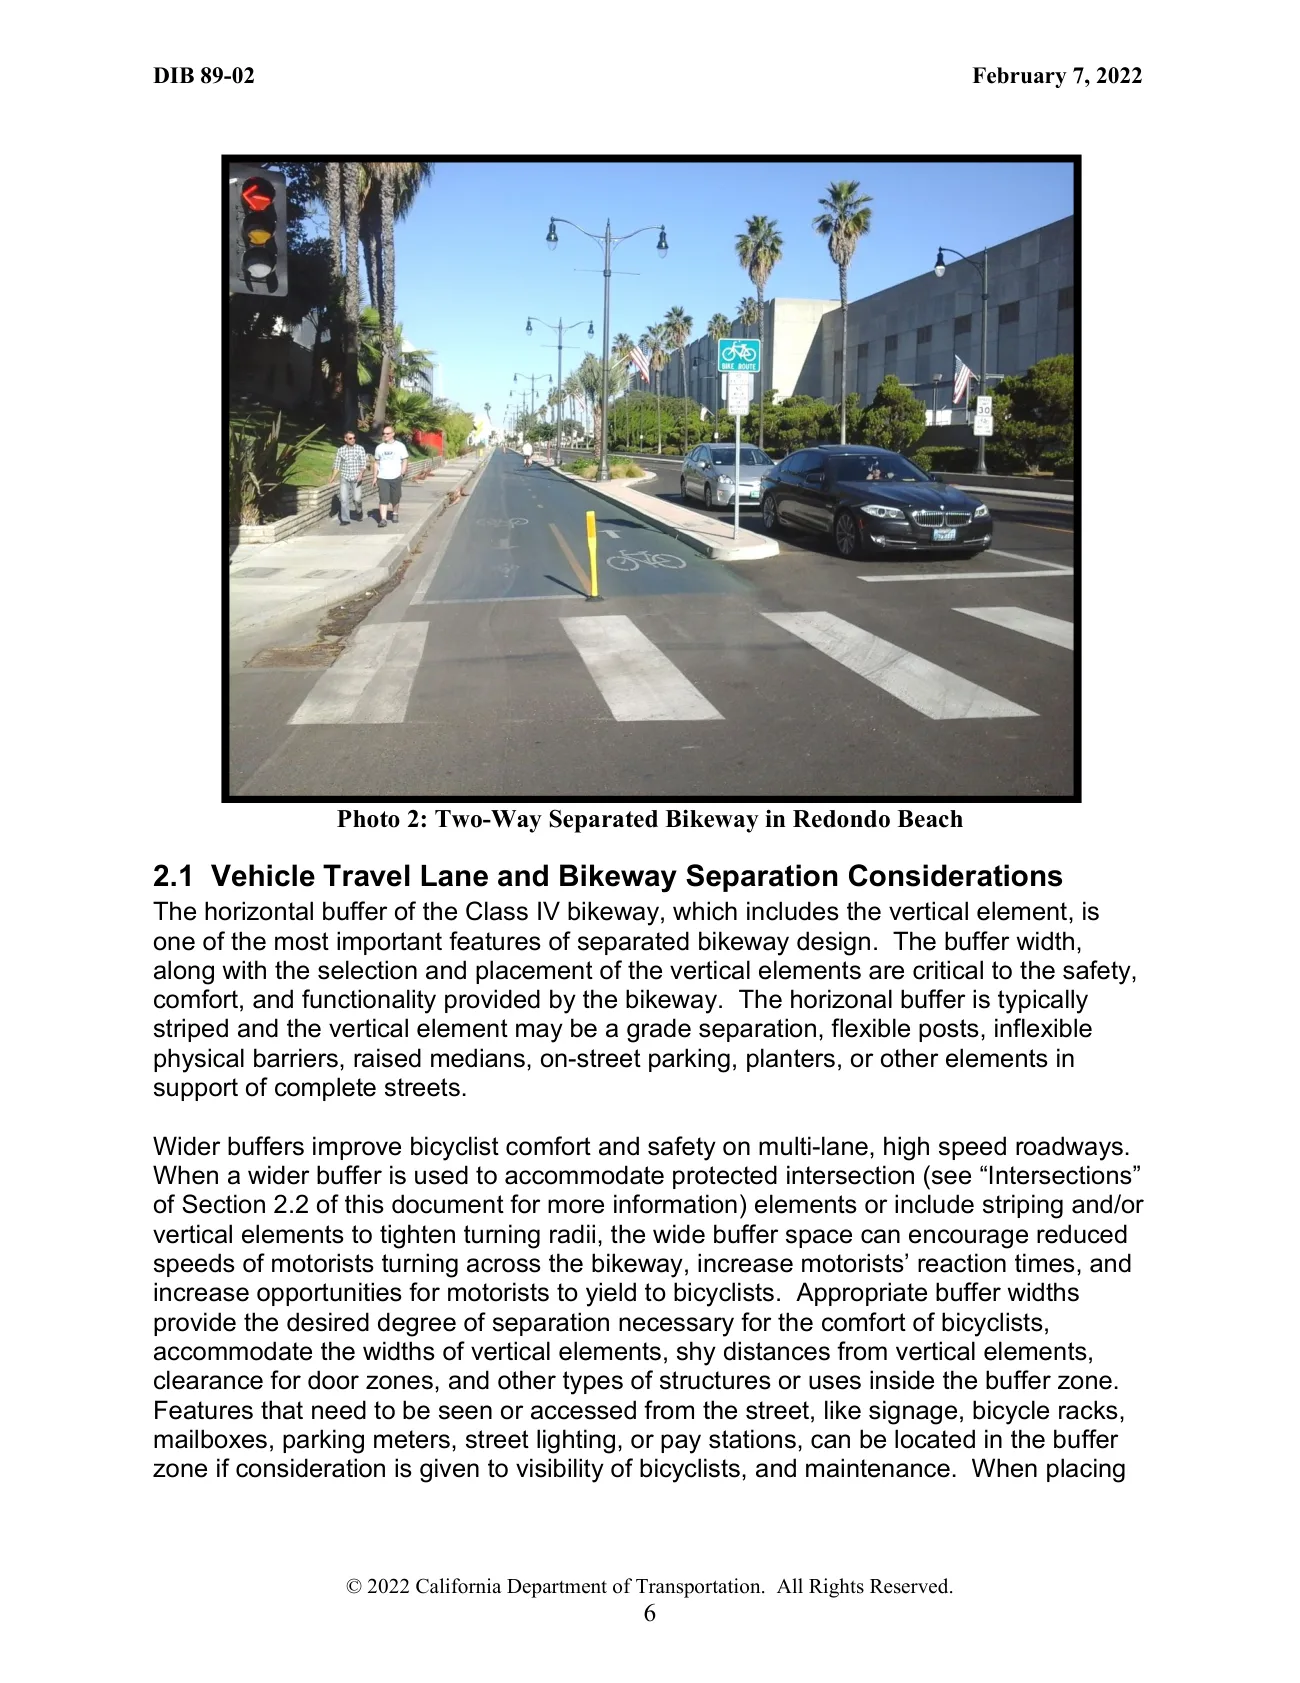 DIB 89-02 February 7, 2022
BIKE ROUTE
30
Photo 2: Two-Way Separated Bikeway in Redondo Beach
2.1 Vehicle Travel Lane and Bikeway Separation Considerations
The horizontal buffer of the Class IV bikeway, which includes the vertical element, is
one of the most important features of separated bikeway design. The buffer width,
along with the selection and placement of the vertical elements are critical to the safety,
comfort, and functionality provided by the bikeway. The horizonal buffer is typically
striped and the vertical element may be a grade separation, flexible posts, inflexible
physical barriers, raised medians, on-street parking, planters, or other elements in
support of complete streets.
Wider buffers improve bicyclist comfort and safety on multi-lane, high speed roadways.
When a wider buffer is used to accommodate protected intersection (see “Intersections”
of Section 2.2 of this document for more information) elements or include striping and/or
vertical elements to tighten turning radii, the wide buffer space can encourage reduced
speeds of motorists turning across the bikeway, increase motorists’ reaction times, and
increase opportunities for motorists to yield to bicyclists. Appropriate buffer widths
provide the desired degree of separation necessary for the comfort of bicyclists,
accommodate the widths of vertical elements, shy distances from vertical elements,
clearance for door zones, and other types of structures or uses inside the buffer zone.
Features that need to be seen or accessed from the street, like signage, bicycle racks,
mailboxes, parking meters, street lighting, or pay stations, can be located in the buffer
zone if consideration is given to visibility of bicyclists, and maintenance. When placing
© 2022 California Department of Transportation. All Rights Reserved.
6